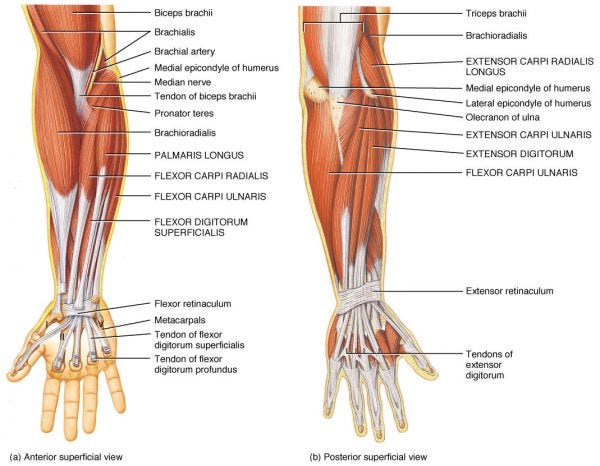 Biceps brachii
Brachialis
Brachial artery
Medial epicondyle of humerus
Median nerve
Tendon of biceps brachii
Pronator teres
Brachioradialis
PALMARIS LONGUS
FLEXOR CARPI RADIALIS
FLEXOR CARPI ULNARIS
FLEXOR DIGITORUM
SUPERFICIALIS
Flexor retinaculum
Metacarpals
Tendon of flexor
digitorum superficialis
Tendon of flexor
digitorum profundus
(a) Anterior superficial view
Triceps brachii
Brachioradialis
EXTENSOR CARPI RADIALIS
LONGUS
Medial epicondyle of humerus
Lateral epicondyle of humerus
Olecranon of ulna
EXTENSOR CARPI ULNARIS
EXTENSOR DIGITORUM
FLEXOR CARPI ULNARIS
Extensor retinaculum
Tendons of
extensor
digitorum
(b) Posterior superficial view